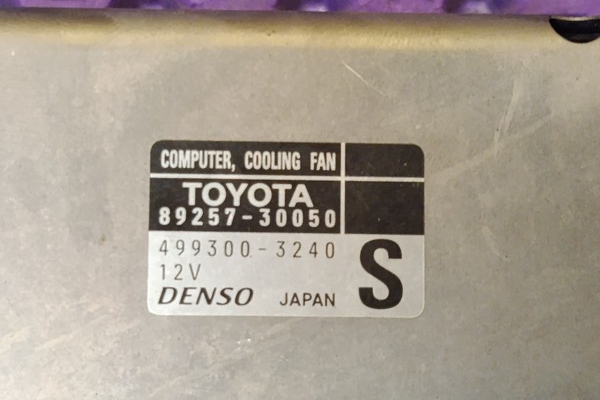 COMPUTER, COOLING FAN
TOYOTA
89257-30050
499300-3240
12V
DENSO JAPAN
S